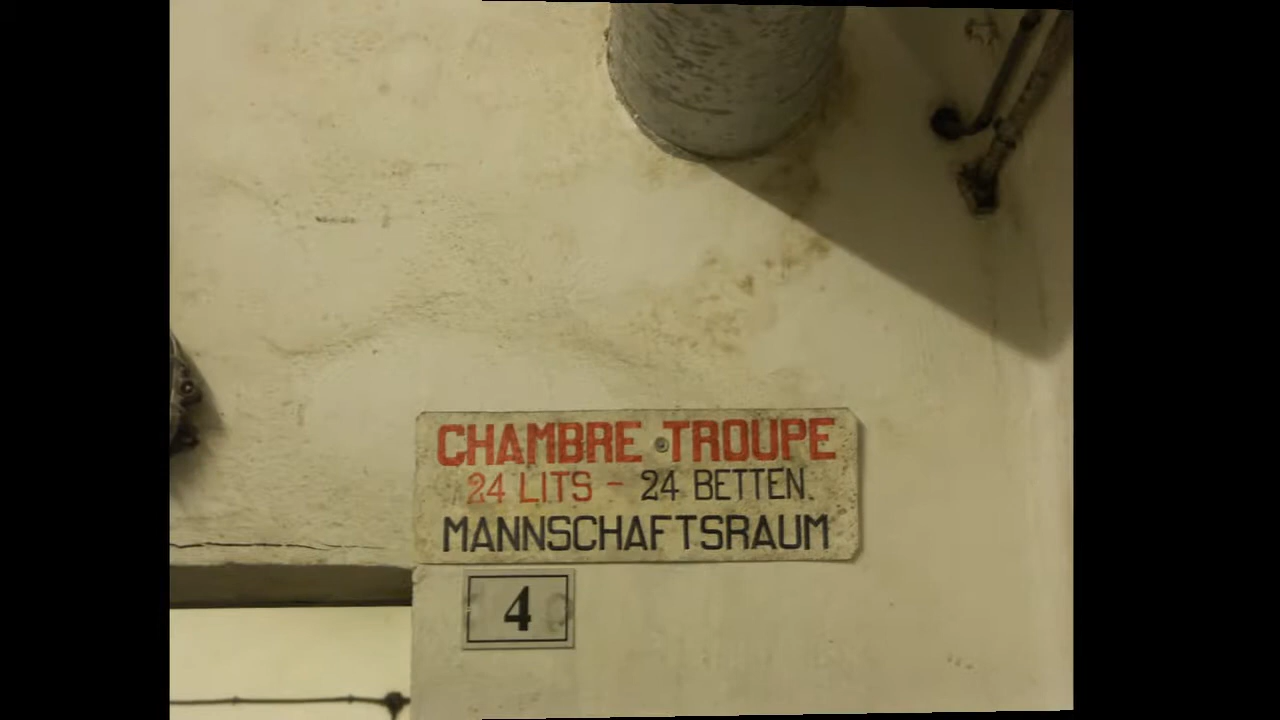 CHAMBRE TROUPE
24 LITS - 24 BETTEN.
MANNSCHAFTSRAUM
4